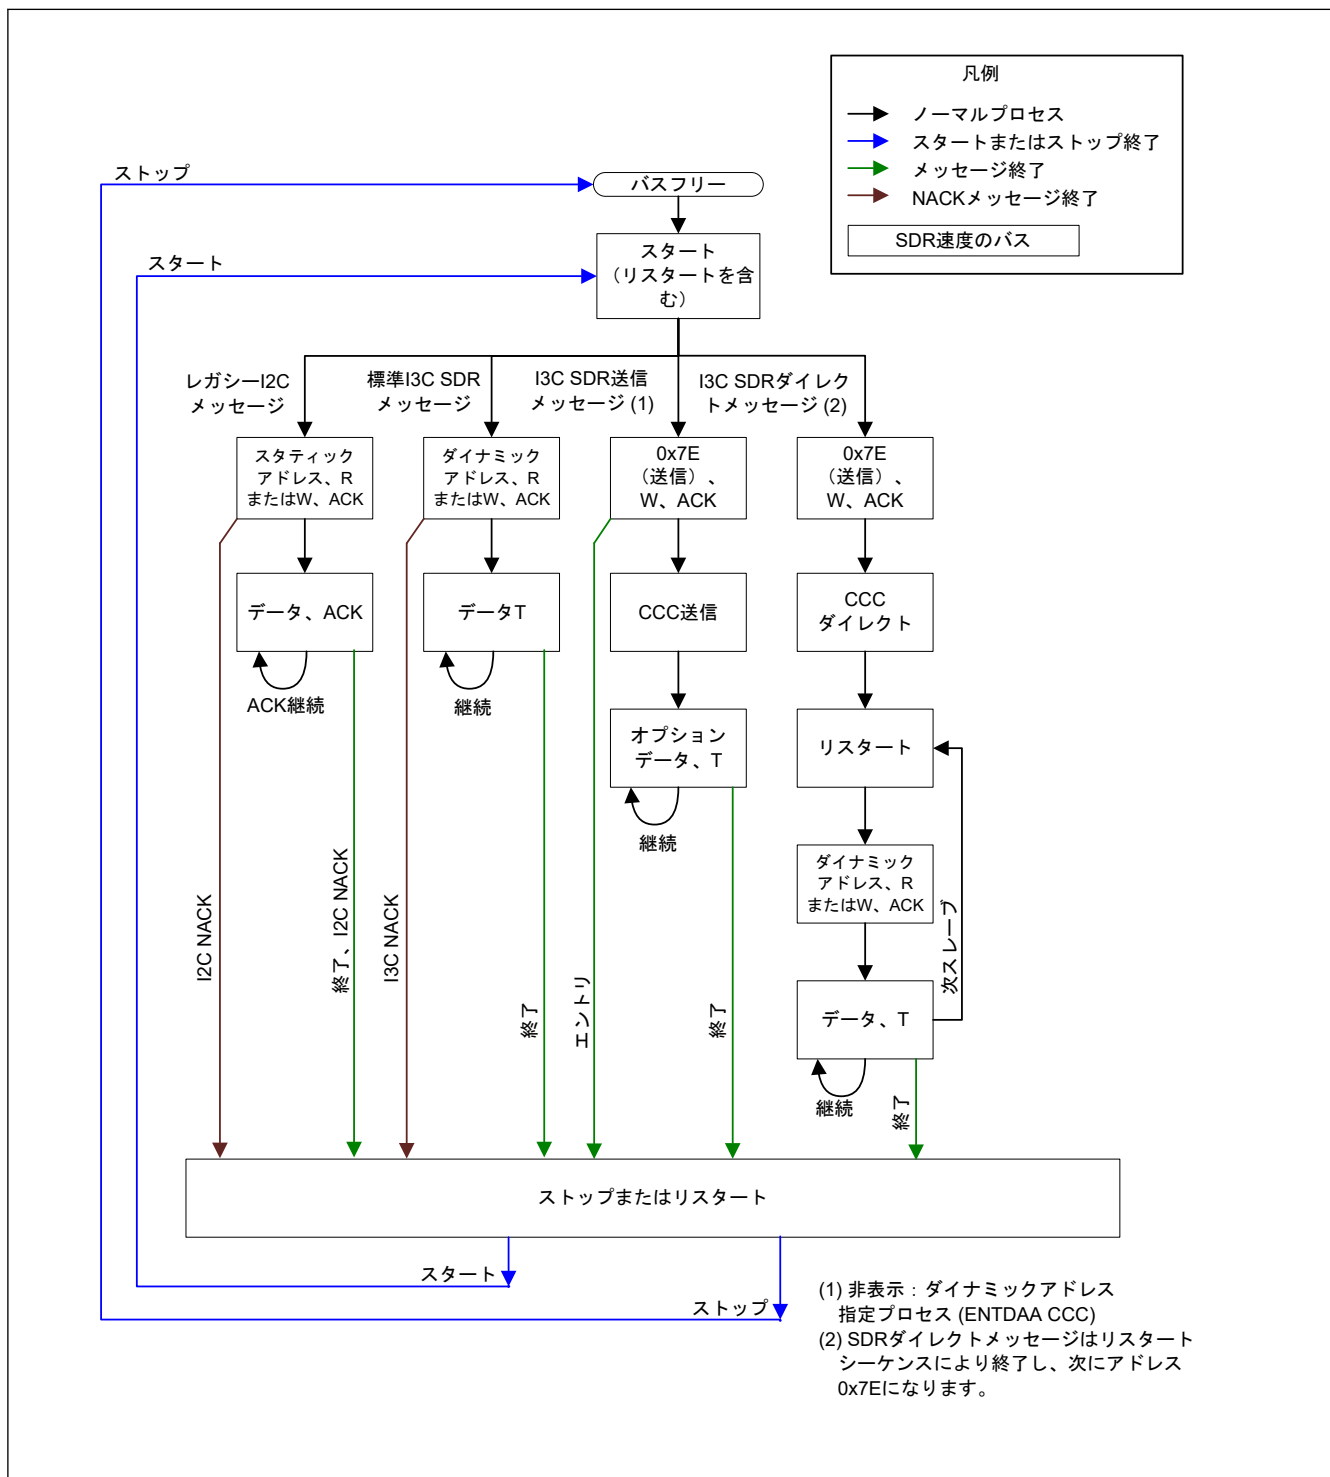 凡例
ノーマルプロセス
スタートまたはストップ終了
メッセージ終了
NACKメッセージ終了
SDR速度のバス
ストップ
バスフリー
スタート
スタート
（リスタートを含
む）
レガシーI2C
メッセージ
標準I3C SDR
メッセージ
I3C SDR送信
メッセージ (1)
I3C SDRダイレク
トメッセージ (2)
スタティック
アドレス、R
またはW、ACK
ダイナミック
アドレス、R
またはW、ACK
0x7E
（送信）、
W、ACK
0x7E
（送信）、
W、ACK
データ、ACK
データT
CCC送信
CCC
ダイレクト
ACK継続
継続
オプション
データ、T
リスタート
継続
ダイナミック
アドレス、R
またはW、ACK
次スレーブ
データ、T
継続
I2C NACK
終了、I2C NACK
I3C NACK
終了
エントリ
終了
終了
ストップまたはリスタート
スタート
ストップ
(1) 非表示：ダイナミックアドレス
指定プロセス (ENTDAA CCC)
(2) SDRダイレクトメッセージはリスタート
シーケンスにより終了し、次にアドレス
0x7Eになります。